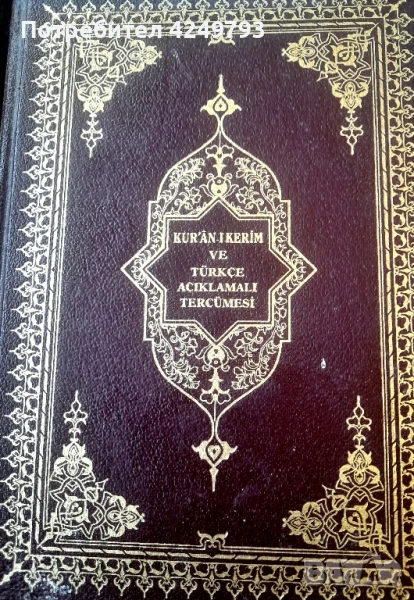 Потребител 4249793
KUR'ÂN-I KERİM
VE
TÜRKÇE
AÇIKLAMALI
TERCÜMESİ